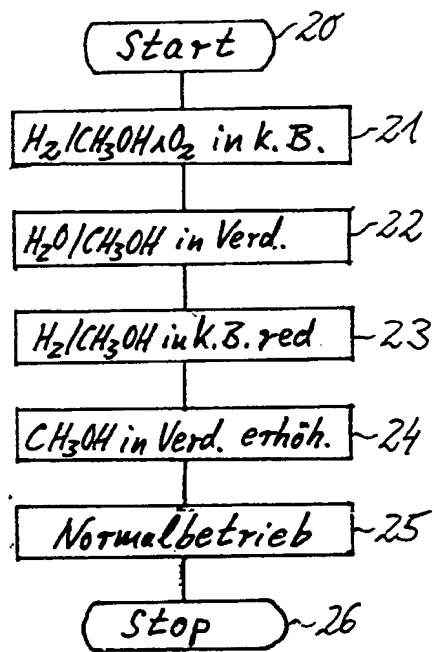 Start 20
H₂/CH₃OH∧O₂ in k.B. 21
H₂O/CH₃OH in Verd. 22
H₂/CH₃OH in k.B. red 23
CH₃OH in Verd. erhöh. 24
Normalbetrieb 25
Stop 26